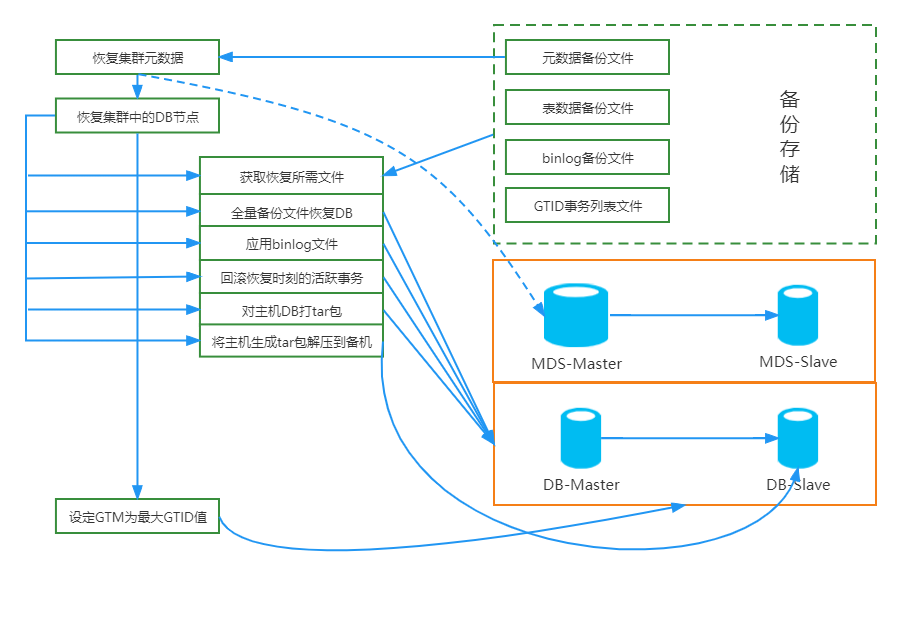 恢复集群元数据
恢复集群中的DB节点
获取恢复所需文件
全量备份文件恢复DB
应用binlog文件
回滚恢复时刻的活跃事务
对主机DB打tar包
将主机生成tar包解压到备机
设定GTM为最大GTID值
元数据备份文件
表数据备份文件
binlog备份文件
GTID事务列表文件
备份存储
MDS-Master
MDS-Slave
DB-Master
DB-Slave